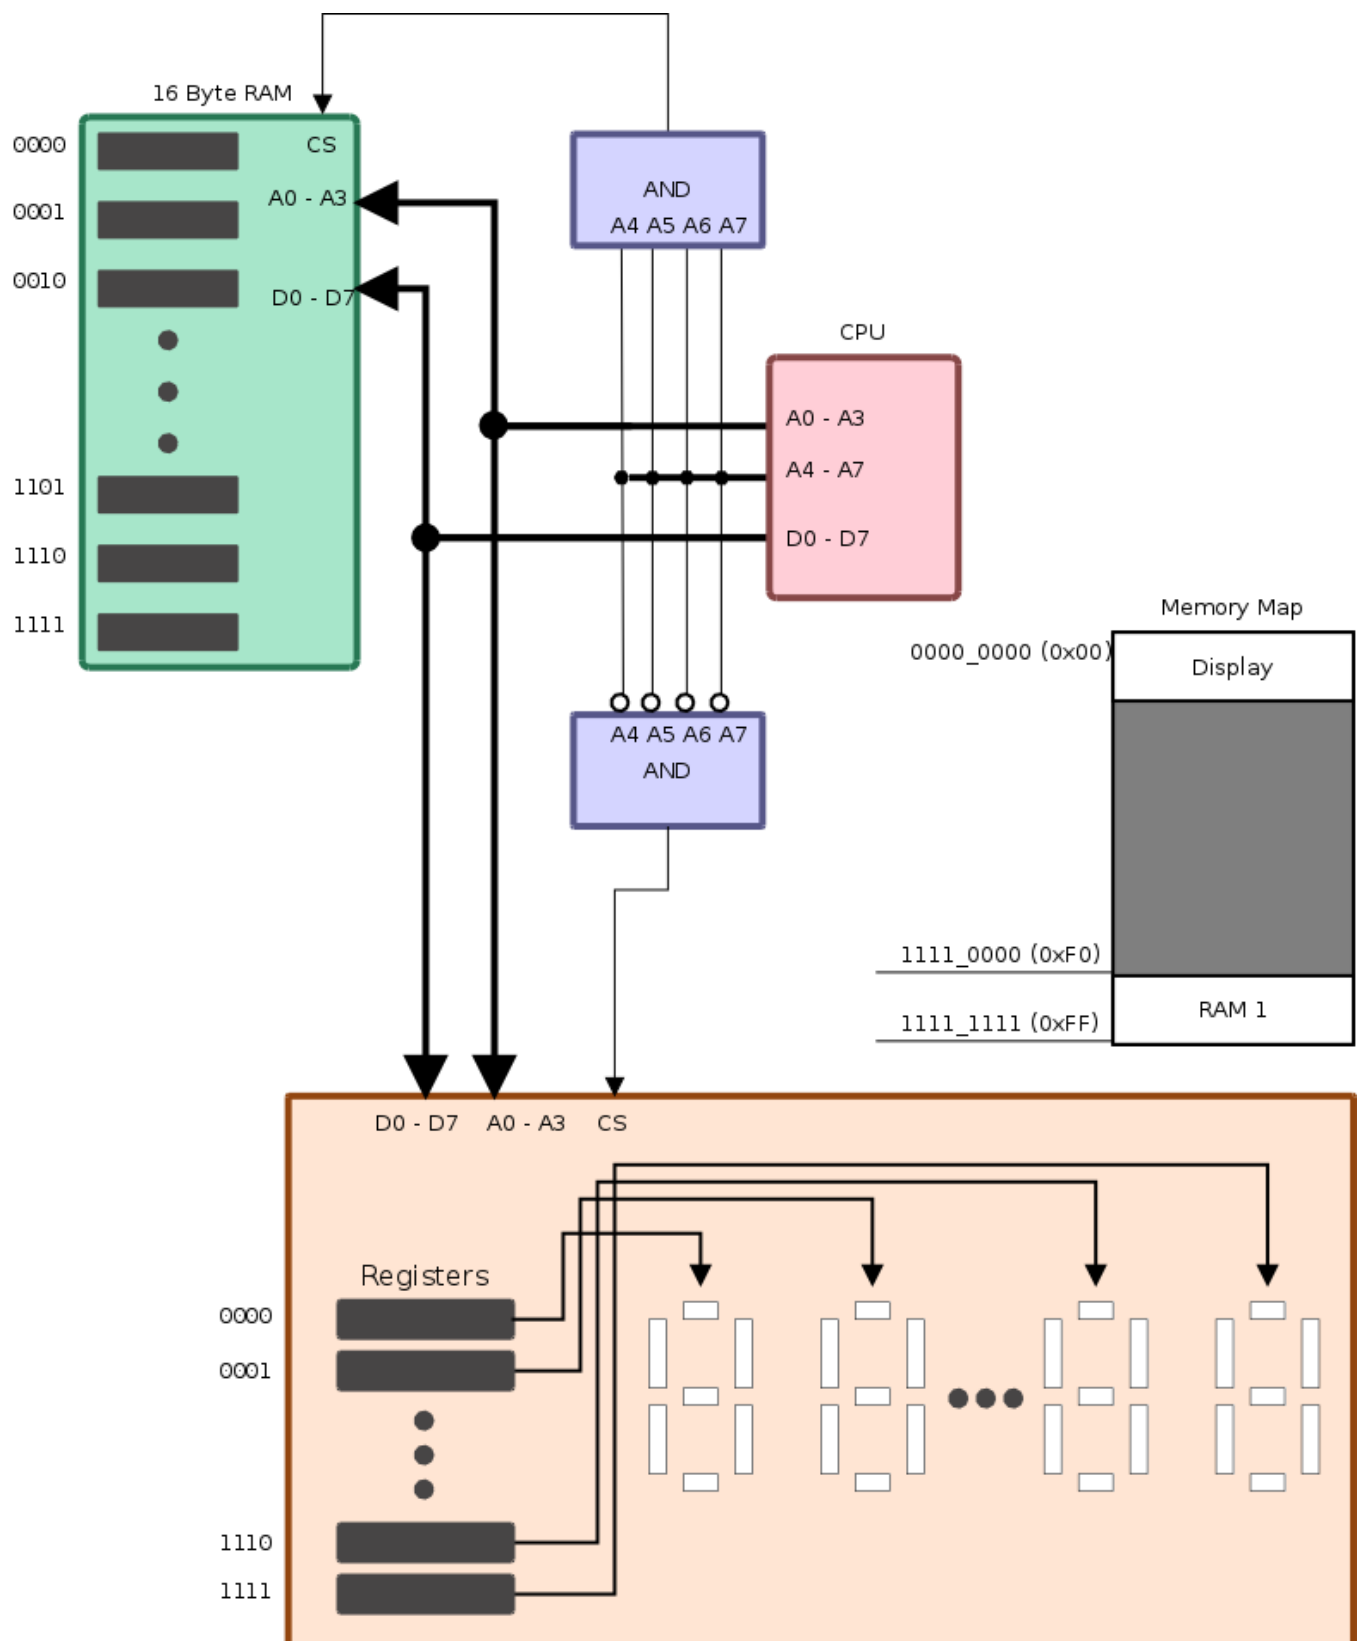 16 Byte RAM
0000
CS
A0 - A3
0001
0010
D0 - D7
1101
1110
1111
AND
A4 A5 A6 A7
CPU
A0 - A3
A4 - A7
D0 - D7
A4 A5 A6 A7
AND
Memory Map
0000_0000 (0x00)
Display
1111_0000 (0xF0)
RAM 1
1111_1111 (0xFF)
D0 - D7 A0 - A3 CS
Registers
0000
0001
1110
1111